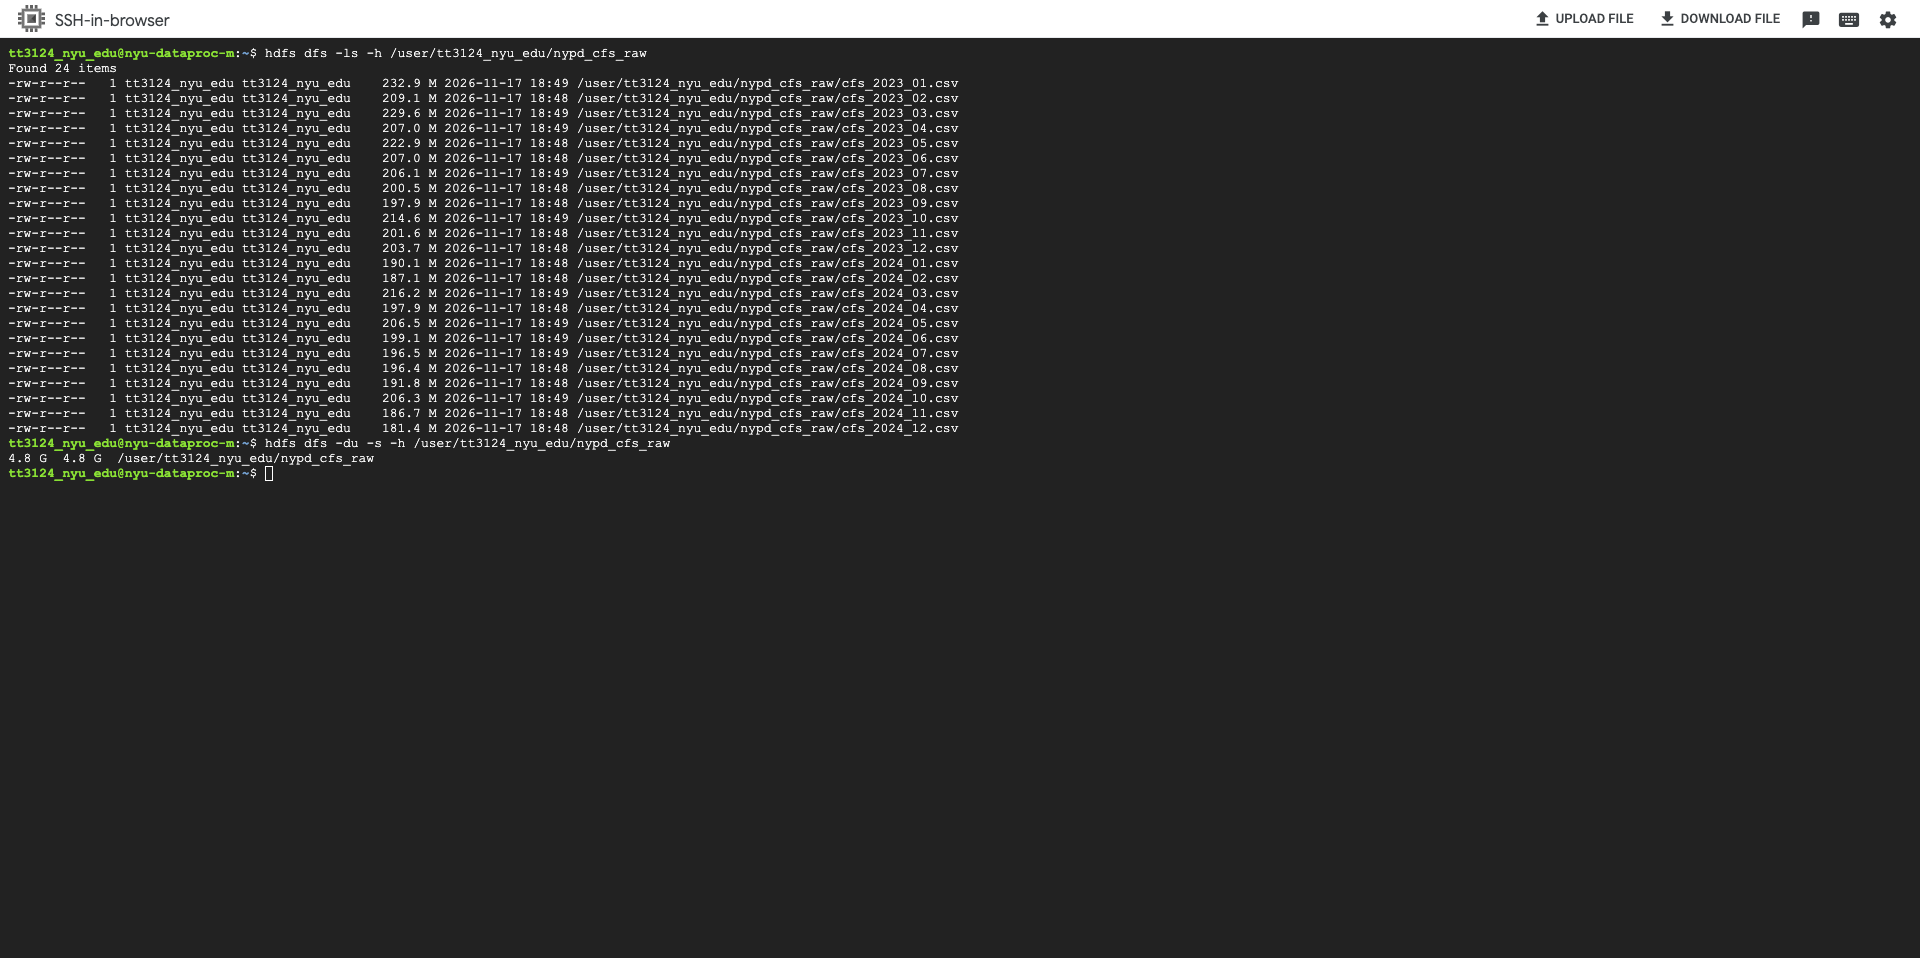 SSH-in-browser
UPLOAD FILE
DOWNLOAD FILE
tt3124_nyu_edu@nyu-dataproc-m:~$ hdfs dfs -ls -h /user/tt3124_nyu_edu/nypd_cfs_raw
Found 24 items
-rw-r--r--   1 tt3124_nyu_edu tt3124_nyu_edu    232.9 M 2026-11-17 18:49 /user/tt3124_nyu_edu/nypd_cfs_raw/cfs_2023_01.csv
-rw-r--r--   1 tt3124_nyu_edu tt3124_nyu_edu    209.1 M 2026-11-17 18:48 /user/tt3124_nyu_edu/nypd_cfs_raw/cfs_2023_02.csv
-rw-r--r--   1 tt3124_nyu_edu tt3124_nyu_edu    229.6 M 2026-11-17 18:49 /user/tt3124_nyu_edu/nypd_cfs_raw/cfs_2023_03.csv
-rw-r--r--   1 tt3124_nyu_edu tt3124_nyu_edu    207.0 M 2026-11-17 18:49 /user/tt3124_nyu_edu/nypd_cfs_raw/cfs_2023_04.csv
-rw-r--r--   1 tt3124_nyu_edu tt3124_nyu_edu    222.9 M 2026-11-17 18:48 /user/tt3124_nyu_edu/nypd_cfs_raw/cfs_2023_05.csv
-rw-r--r--   1 tt3124_nyu_edu tt3124_nyu_edu    207.0 M 2026-11-17 18:48 /user/tt3124_nyu_edu/nypd_cfs_raw/cfs_2023_06.csv
-rw-r--r--   1 tt3124_nyu_edu tt3124_nyu_edu    206.1 M 2026-11-17 18:49 /user/tt3124_nyu_edu/nypd_cfs_raw/cfs_2023_07.csv
-rw-r--r--   1 tt3124_nyu_edu tt3124_nyu_edu    200.5 M 2026-11-17 18:48 /user/tt3124_nyu_edu/nypd_cfs_raw/cfs_2023_08.csv
-rw-r--r--   1 tt3124_nyu_edu tt3124_nyu_edu    197.9 M 2026-11-17 18:48 /user/tt3124_nyu_edu/nypd_cfs_raw/cfs_2023_09.csv
-rw-r--r--   1 tt3124_nyu_edu tt3124_nyu_edu    214.6 M 2026-11-17 18:49 /user/tt3124_nyu_edu/nypd_cfs_raw/cfs_2023_10.csv
-rw-r--r--   1 tt3124_nyu_edu tt3124_nyu_edu    201.6 M 2026-11-17 18:48 /user/tt3124_nyu_edu/nypd_cfs_raw/cfs_2023_11.csv
-rw-r--r--   1 tt3124_nyu_edu tt3124_nyu_edu    203.7 M 2026-11-17 18:48 /user/tt3124_nyu_edu/nypd_cfs_raw/cfs_2023_12.csv
-rw-r--r--   1 tt3124_nyu_edu tt3124_nyu_edu    190.1 M 2026-11-17 18:48 /user/tt3124_nyu_edu/nypd_cfs_raw/cfs_2024_01.csv
-rw-r--r--   1 tt3124_nyu_edu tt3124_nyu_edu    187.1 M 2026-11-17 18:48 /user/tt3124_nyu_edu/nypd_cfs_raw/cfs_2024_02.csv
-rw-r--r--   1 tt3124_nyu_edu tt3124_nyu_edu    216.2 M 2026-11-17 18:49 /user/tt3124_nyu_edu/nypd_cfs_raw/cfs_2024_03.csv
-rw-r--r--   1 tt3124_nyu_edu tt3124_nyu_edu    197.9 M 2026-11-17 18:48 /user/tt3124_nyu_edu/nypd_cfs_raw/cfs_2024_04.csv
-rw-r--r--   1 tt3124_nyu_edu tt3124_nyu_edu    206.5 M 2026-11-17 18:49 /user/tt3124_nyu_edu/nypd_cfs_raw/cfs_2024_05.csv
-rw-r--r--   1 tt3124_nyu_edu tt3124_nyu_edu    199.1 M 2026-11-17 18:49 /user/tt3124_nyu_edu/nypd_cfs_raw/cfs_2024_06.csv
-rw-r--r--   1 tt3124_nyu_edu tt3124_nyu_edu    196.5 M 2026-11-17 18:49 /user/tt3124_nyu_edu/nypd_cfs_raw/cfs_2024_07.csv
-rw-r--r--   1 tt3124_nyu_edu tt3124_nyu_edu    196.4 M 2026-11-17 18:48 /user/tt3124_nyu_edu/nypd_cfs_raw/cfs_2024_08.csv
-rw-r--r--   1 tt3124_nyu_edu tt3124_nyu_edu    191.8 M 2026-11-17 18:48 /user/tt3124_nyu_edu/nypd_cfs_raw/cfs_2024_09.csv
-rw-r--r--   1 tt3124_nyu_edu tt3124_nyu_edu    206.3 M 2026-11-17 18:49 /user/tt3124_nyu_edu/nypd_cfs_raw/cfs_2024_10.csv
-rw-r--r--   1 tt3124_nyu_edu tt3124_nyu_edu    186.7 M 2026-11-17 18:48 /user/tt3124_nyu_edu/nypd_cfs_raw/cfs_2024_11.csv
-rw-r--r--   1 tt3124_nyu_edu tt3124_nyu_edu    181.4 M 2026-11-17 18:48 /user/tt3124_nyu_edu/nypd_cfs_raw/cfs_2024_12.csv
tt3124_nyu_edu@nyu-dataproc-m:~$ hdfs dfs -du -s -h /user/tt3124_nyu_edu/nypd_cfs_raw
4.8 G  4.8 G  /user/tt3124_nyu_edu/nypd_cfs_raw
tt3124_nyu_edu@nyu-dataproc-m:~$